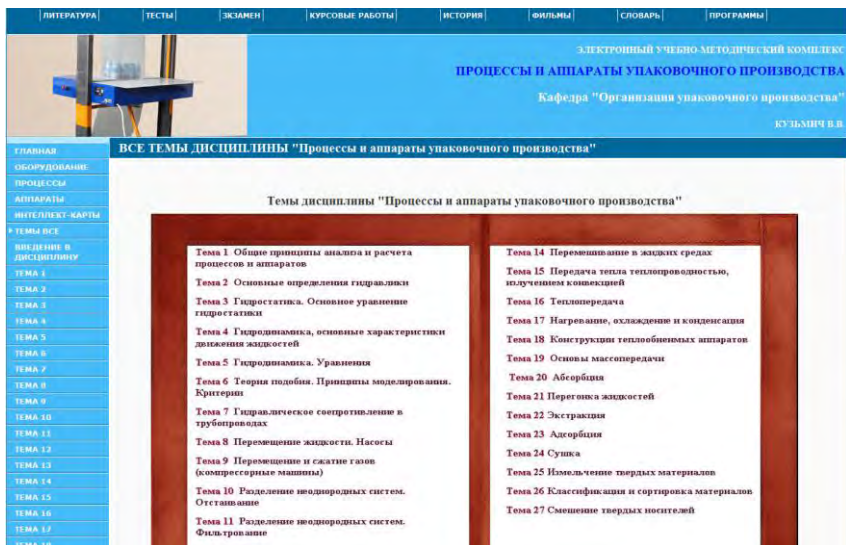 ЛИТЕРАТУРА
ТЕСТЫ
ЭКЗАМЕН
КУРСОВЫЕ РАБОТЫ
ИСТОРИЯ
ФИЛЬМЫ
СЛОВАРЬ
ПРОГРАММЫ
ЭЛЕКТРОННЫЙ УЧЕБНО-МЕТОДИЧЕСКИЙ КОМПЛЕКС
ПРОЦЕССЫ И АППАРАТЫ УПАКОВОЧНОГО ПРОИЗВОДСТВА
Кафедра "Организация упаковочного производства"
КУЗЬМИЧ В.В.
ГЛАВНАЯ
ОБОРУДОВАНИЕ
ПРОЦЕССЫ
АППАРАТЫ
ИНТЕЛЛЕКТ-КАРТЫ
ТЕМЫ ВСЕ
ВВЕДЕНИЕ В
ДИСЦИПЛИНУ
ТЕМА 1
ТЕМА 2
ТЕМА 3
ТЕМА 4
ТЕМА 5
ТЕМА 6
ТЕМА 7
ТЕМА 8
ТЕМА 9
ТЕМА 10
ТЕМА 11
ТЕМА 12
ТЕМА 13
ТЕМА 14
ТЕМА 15
ТЕМА 16
ТЕМА 17
ВСЕ ТЕМЫ ДИСЦИПЛИНЫ "Процессы и аппараты упаковочного производства"
Темы дисциплины "Процессы и аппараты упаковочного производства"
Тема 1 Общие принципы анализа и расчета
процессов и аппаратов
Тема 2 Основные определения гидравлики
Тема 3 Гидростатика. Основное уравнение
гидростатики
Тема 4 Гидродинамика, основные характеристики
движения жидкостей
Тема 5 Гидродинамика. Уравнения
Тема 6 Теория подобия. Принципы моделирования.
Критерии
Тема 7 Гидравлическое сопротивление в
трубопроводах
Тема 8 Перемещение жидкости. Насосы
Тема 9 Перемещение и сжатие газов
(компрессорные машины)
Тема 10 Разделение неоднородных систем.
Отстаивание
Тема 11 Разделение неоднородных систем.
Фильтрование
Тема 14 Перемешивание в жидких средах
Тема 15 Передача тепла теплопроводностью,
излучением конвекцией
Тема 16 Теплопередача
Тема 17 Нагревание, охлаждение и конденсация
Тема 18 Конструкции теплообменных аппаратов
Тема 19 Основы массопередачи
Тема 20 Абсорбция
Тема 21 Перегонка жидкостей
Тема 22 Экстракция
Тема 23 Адсорбция
Тема 24 Сушка
Тема 25 Измельчение твердых материалов
Тема 26 Классификация и сортировка материалов
Тема 27 Смешение твердых носителей